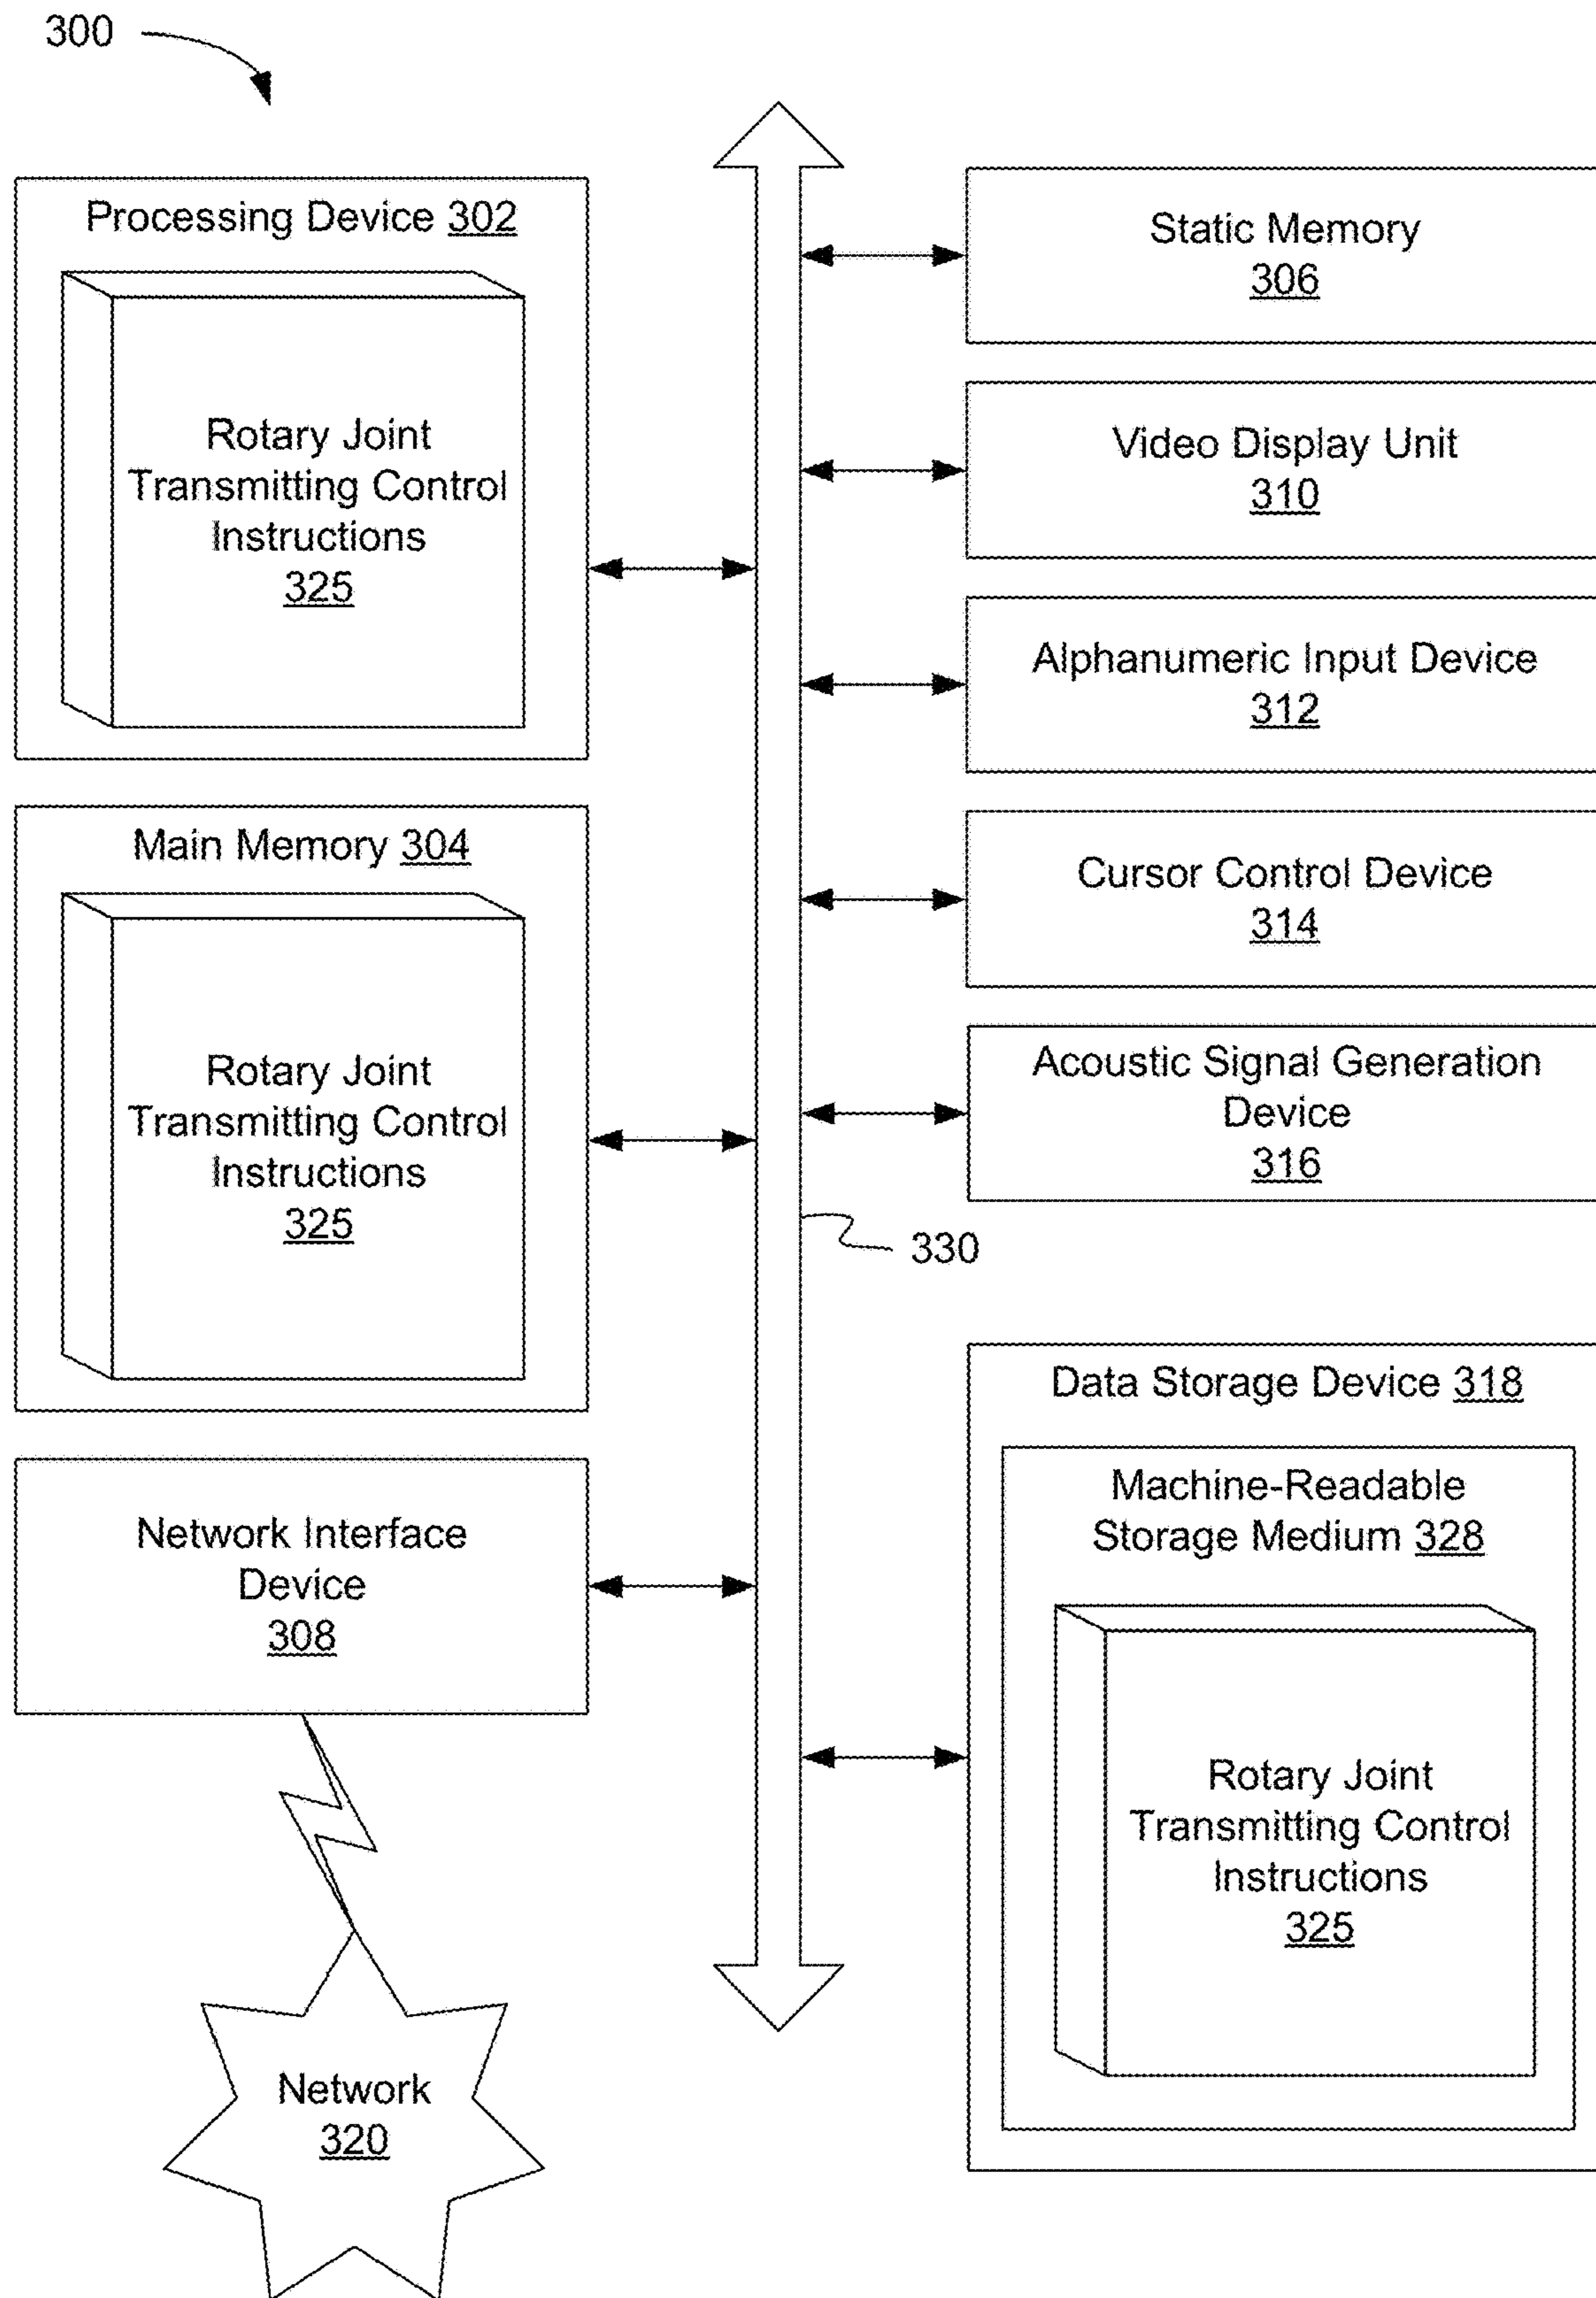 300
Processing Device 302
Rotary Joint
Transmitting Control
Instructions
325
Main Memory 304
Rotary Joint
Transmitting Control
Instructions
325
Network Interface
Device
308
Network
320
Static Memory
306
Video Display Unit
310
Alphanumeric Input Device
312
Cursor Control Device
314
Acoustic Signal Generation
Device
316
330
Data Storage Device 318
Machine-Readable
Storage Medium 328
Rotary Joint
Transmitting Control
Instructions
325